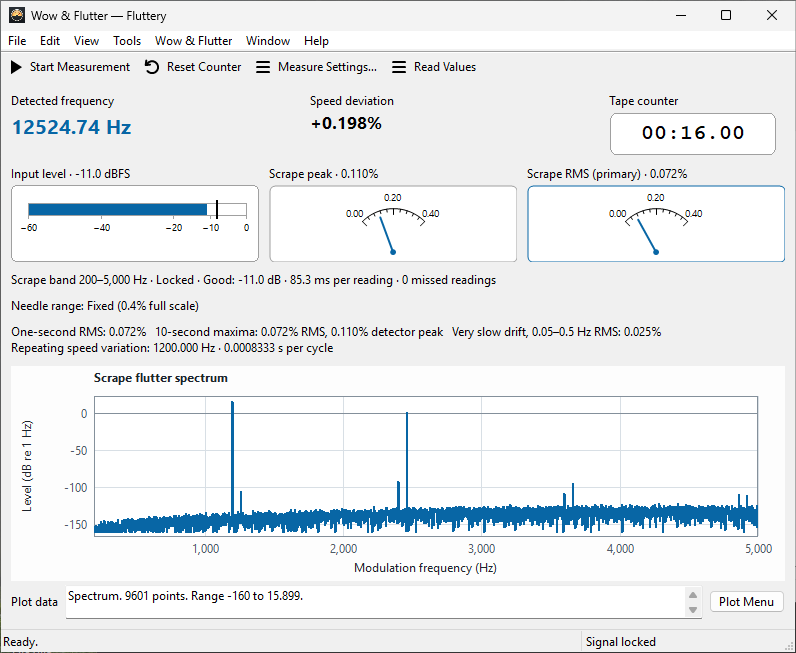 Wow & Flutter — Fluttery
File Edit View Tools Wow & Flutter Window Help
Start Measurement Reset Counter Measure Settings... Read Values
Detected frequency Speed deviation Tape counter
12524.74 Hz +0.198% 00:16.00
Input level · -11.0 dBFS Scrape peak · 0.110% Scrape RMS (primary) · 0.072%
0.20 0.20
0.00 0.40 0.00 0.40
−60 −40 −20 −10 0
Scrape band 200–5,000 Hz · Locked · Good: -11.0 dB · 85.3 ms per reading · 0 missed readings
Needle range: Fixed (0.4% full scale)
One-second RMS: 0.072% 10-second maxima: 0.072% RMS, 0.110% detector peak Very slow drift, 0.05–0.5 Hz RMS: 0.025%
Repeating speed variation: 1200.000 Hz · 0.0008333 s per cycle
Scrape flutter spectrum
Level (dB re 1 Hz)
0
-50
-100
-150
1,000 2,000 3,000 4,000 5,000
Modulation frequency (Hz)
Plot data Spectrum. 9601 points. Range -160 to 15.899. Plot Menu
Ready. Signal locked